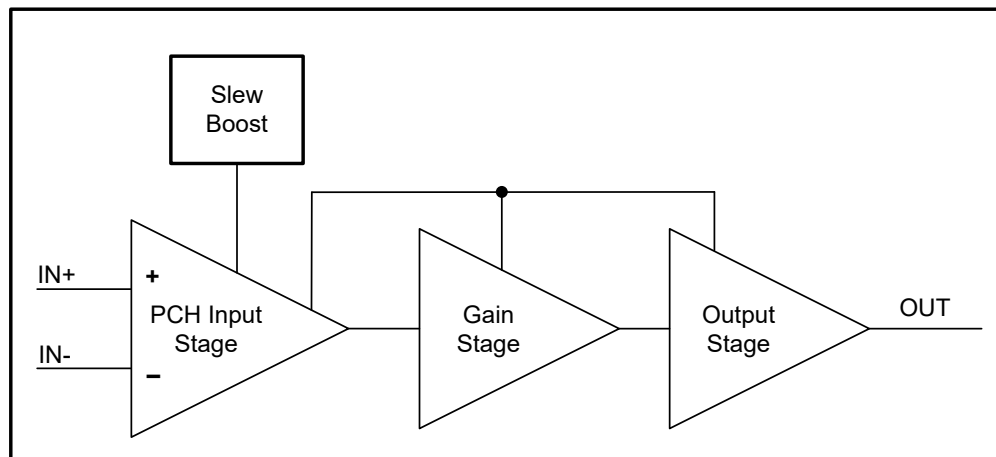 Slew
Boost
IN+
+
PCH Input
Stage
IN-
−
Gain
Stage
Output
Stage
OUT